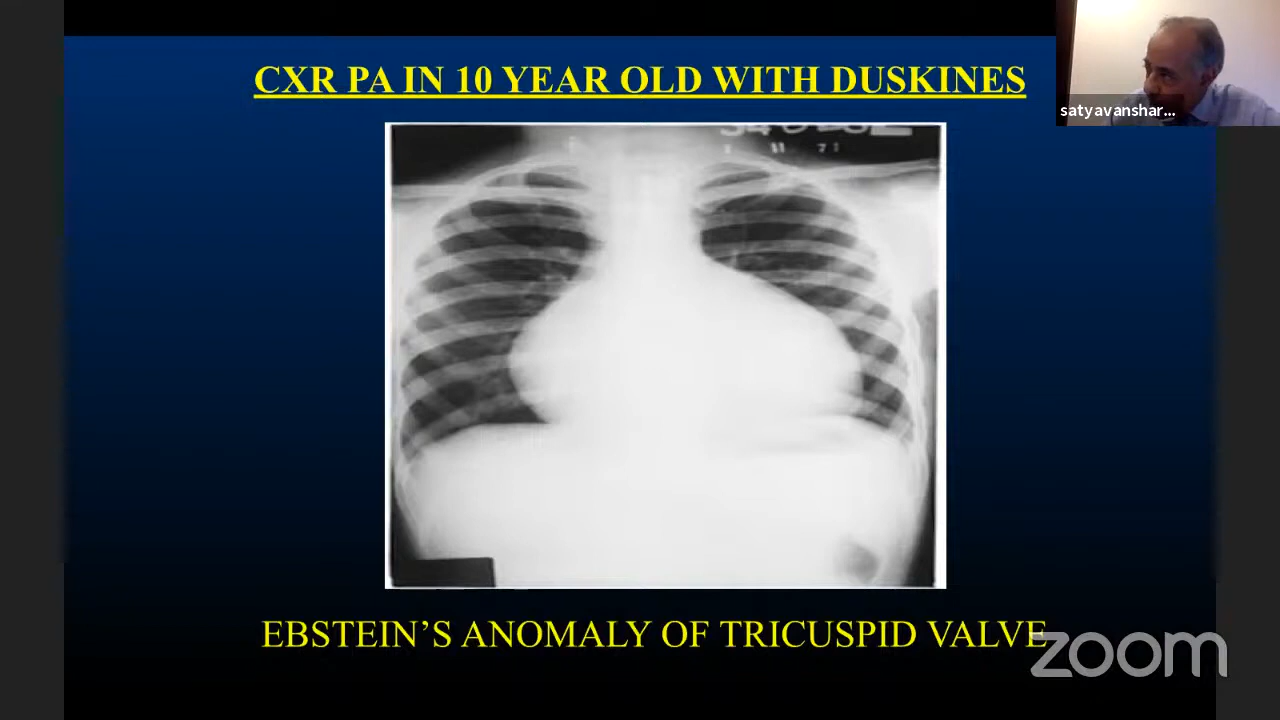 CXR PA IN 10 YEAR OLD WITH DUSKINES
satyavanshar...
EBSTEIN’S ANOMALY OF TRICUSPID VALVE
zoom